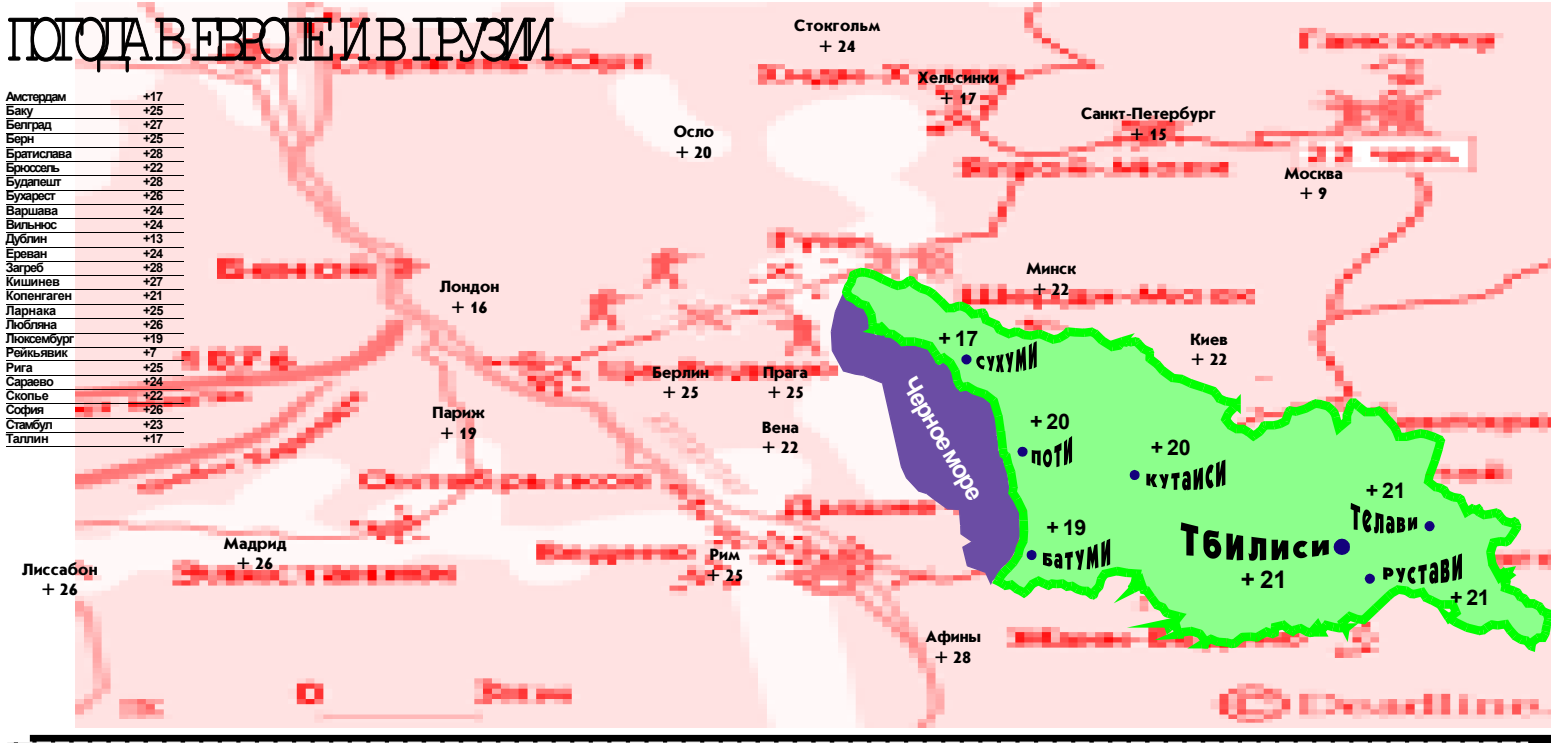 ПОГОДА В ЕВРОПЕ И В ГРУЗИИ
Амстердам +17
Баку +25
Белград +27
Берн +25
Братислава +28
Брюссель +22
Будапешт +28
Бухарест +26
Варшава +24
Вильнюс +24
Дублин +13
Ереван +24
Загреб +28
Кишинев +27
Копенгаген +21
Ларнака +25
Любляна +26
Люксембург +19
Рейкьявик +7
Рига +25
Сараево +24
Скопье +22
София +26
Стамбул +23
Таллин +17
Стокгольм
+ 24
Хельсинки
+ 17
Санкт-Петербург
+ 15
Осло
+ 20
Москва
+ 9
Минск
+ 22
Лондон
+ 16
Киев
+ 22
Берлин
+ 25
Прага
+ 25
Париж
+ 19
Вена
+ 22
Мадрид
+ 26
Лиссабон
+ 26
Рим
+ 25
Афины
+ 28
Черное море
+ 17
СУХУМИ
+ 20
ПОТИ
+ 20
КУТАИСИ
+ 19
БАТУМИ
+ 21
Телави
Тбилиси
+ 21
РУСТАВИ
+ 21